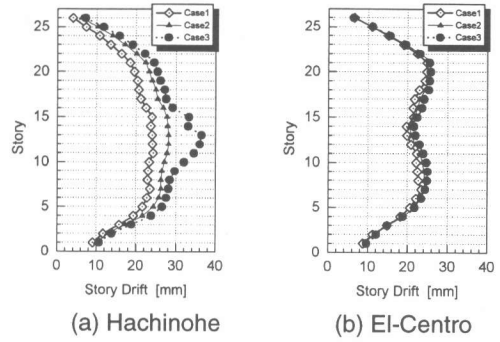 Case1
Case2
Case3
25
20
15
10
5
0
Story
0 10 20 30 40
Story Drift [mm]
(a) Hachinohe
Case1
Case2
Case3
25
20
15
10
5
0
0 10 20 30 40
Story Drift [mm]
(b) El-Centro